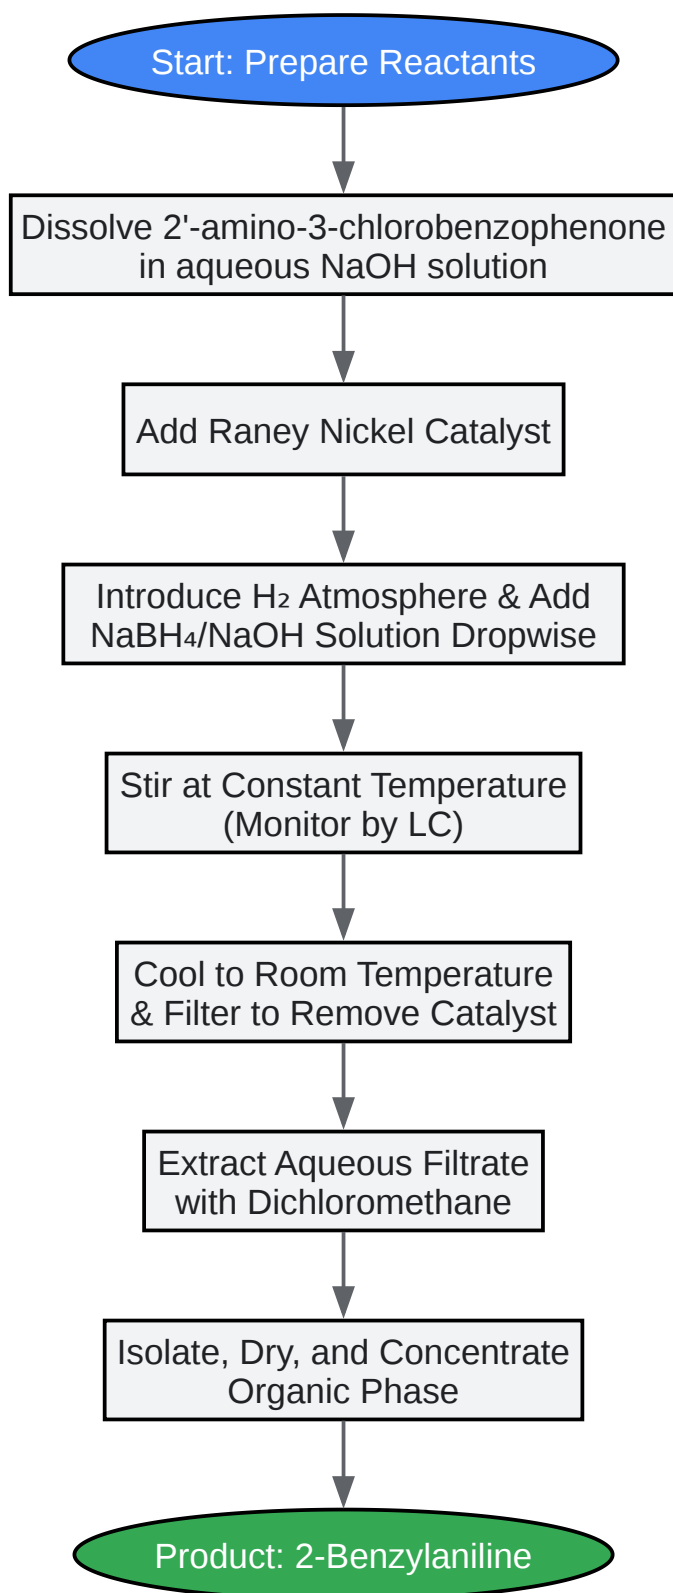 Start: Prepare Reactants
Dissolve 2'-amino-3-chlorobenzophenone
in aqueous NaOH solution
Add Raney Nickel Catalyst
Introduce H₂ Atmosphere & Add
NaBH₄/NaOH Solution Dropwise
Stir at Constant Temperature
(Monitor by LC)
Cool to Room Temperature
& Filter to Remove Catalyst
Extract Aqueous Filtrate
with Dichloromethane
Isolate, Dry, and Concentrate
Organic Phase
Product: 2-Benzylaniline